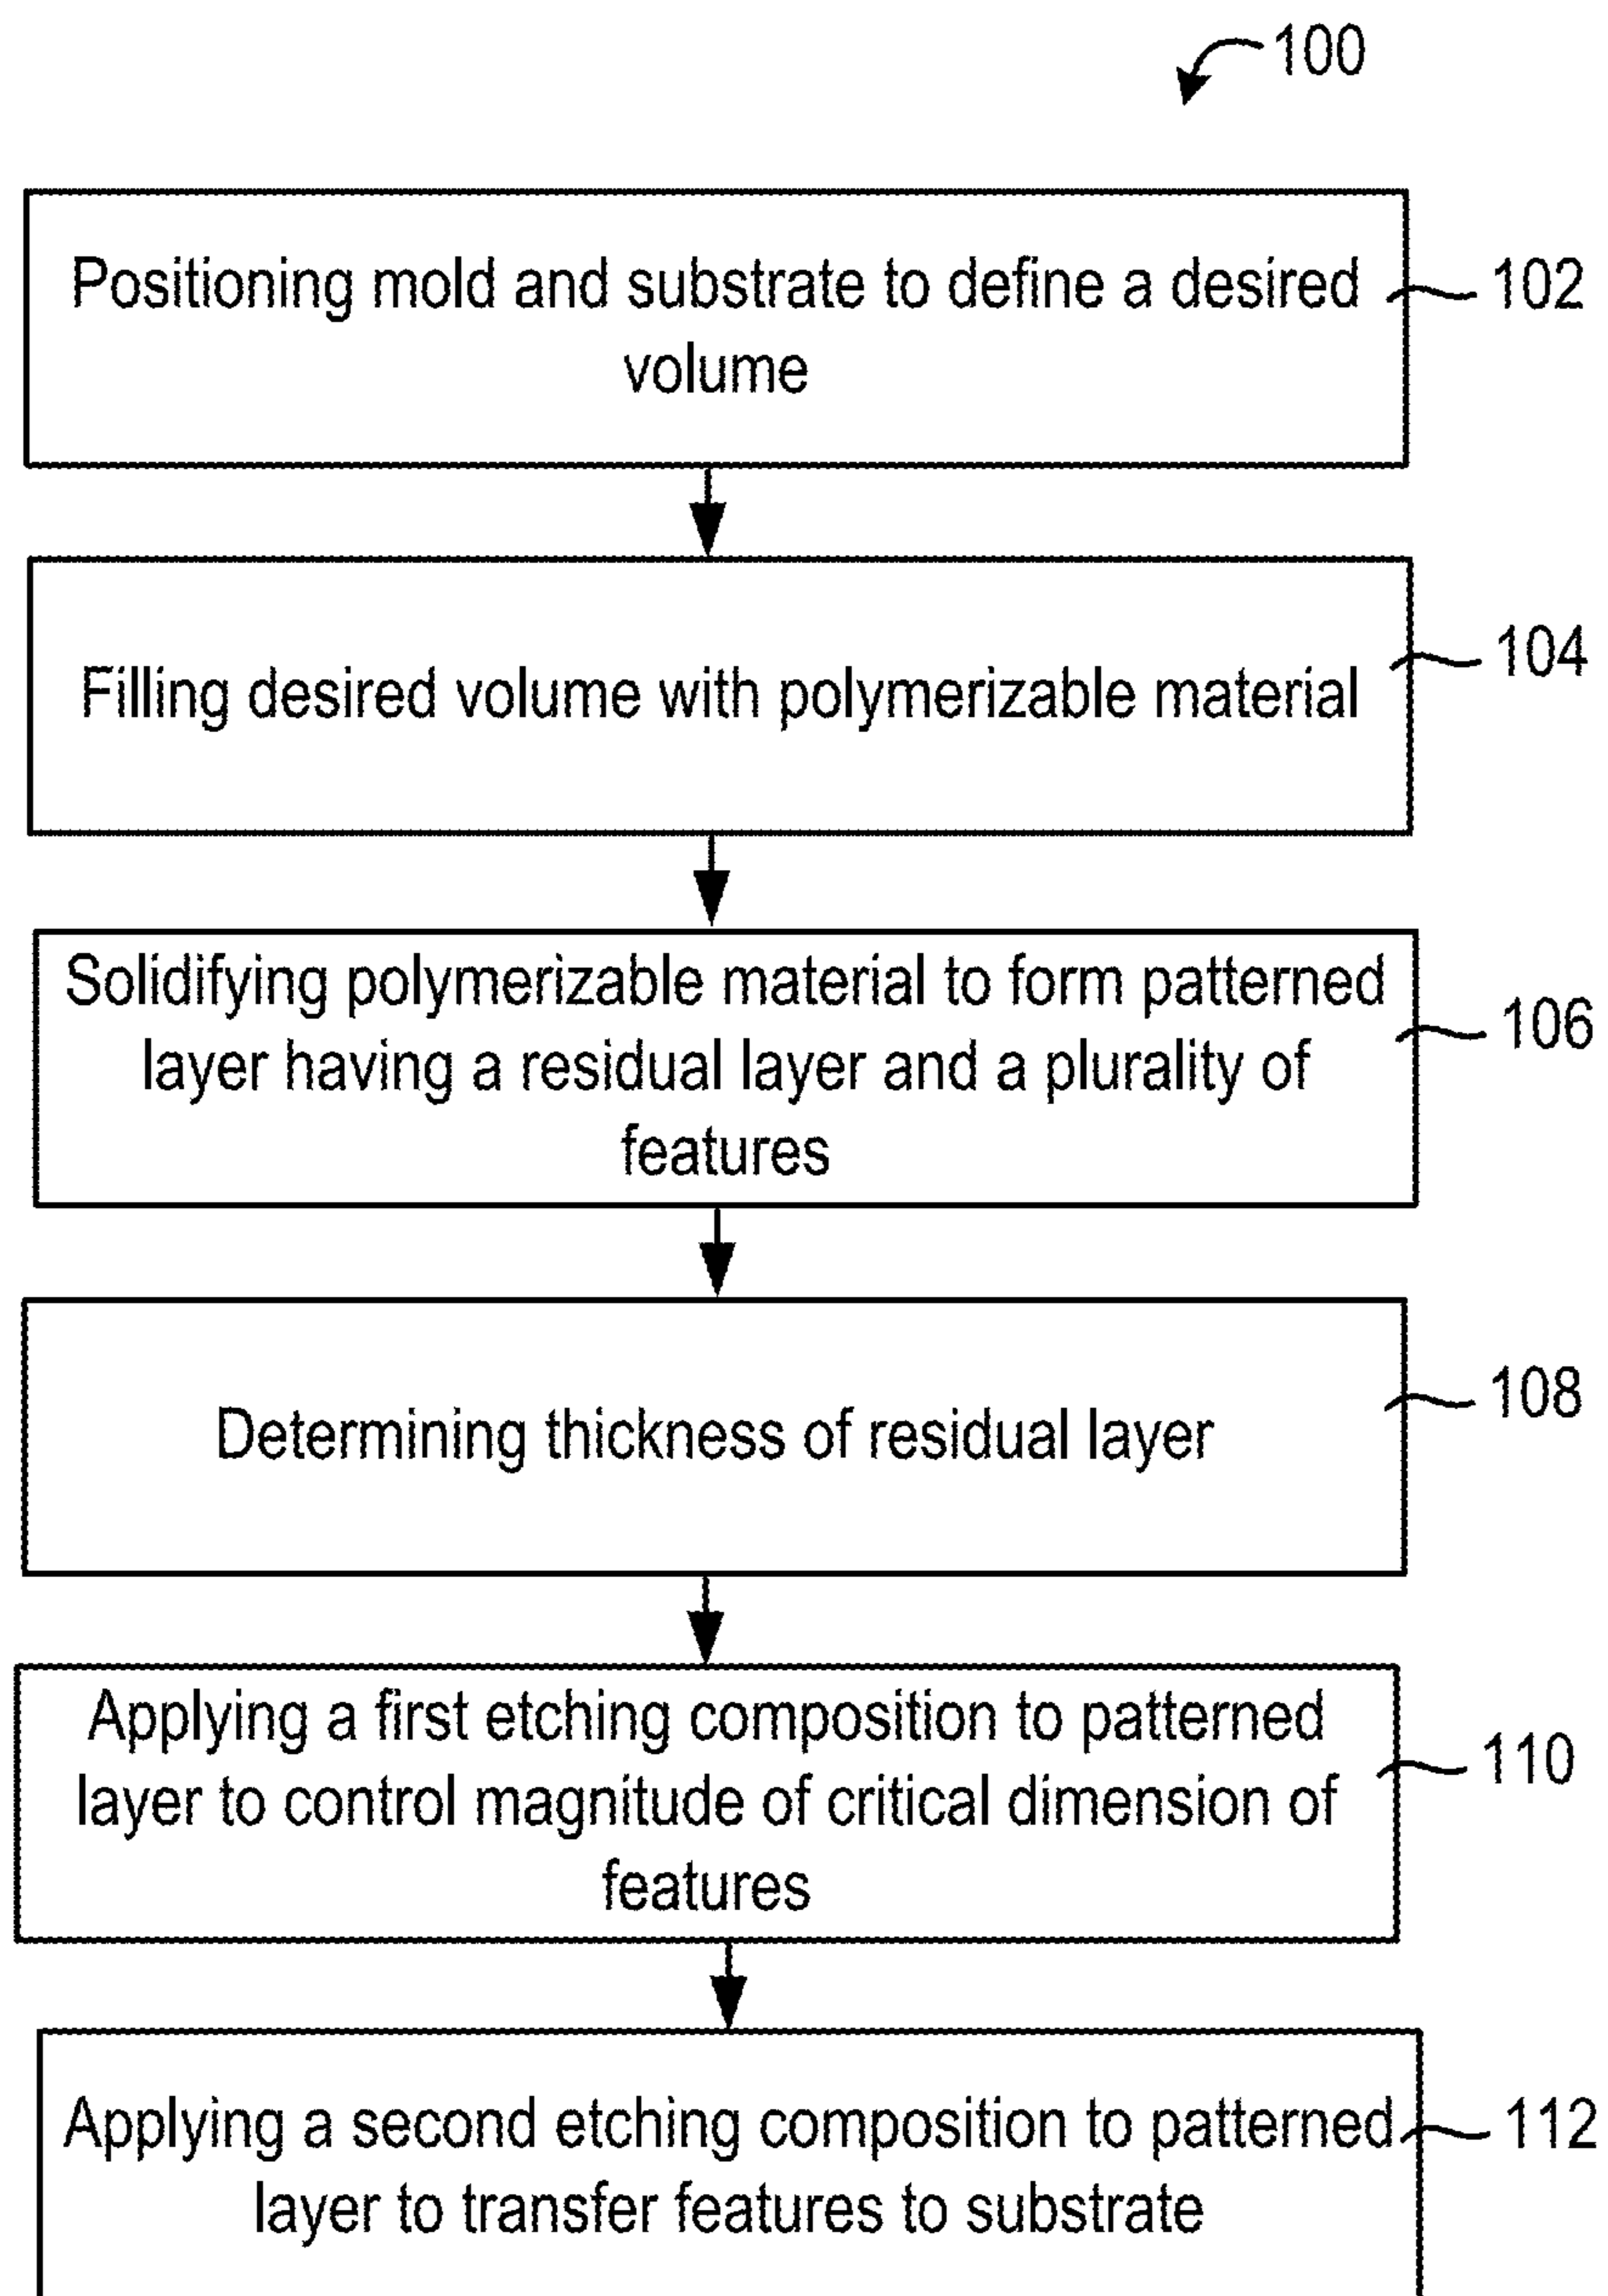 100
Positioning mold and substrate to define a desired
volume
102
Filling desired volume with polymerizable material
104
Solidifying polymerizable material to form patterned
layer having a residual layer and a plurality of
features
106
Determining thickness of residual layer
108
Applying a first etching composition to patterned
layer to control magnitude of critical dimension of
features
110
Applying a second etching composition to patterned
layer to transfer features to substrate
112